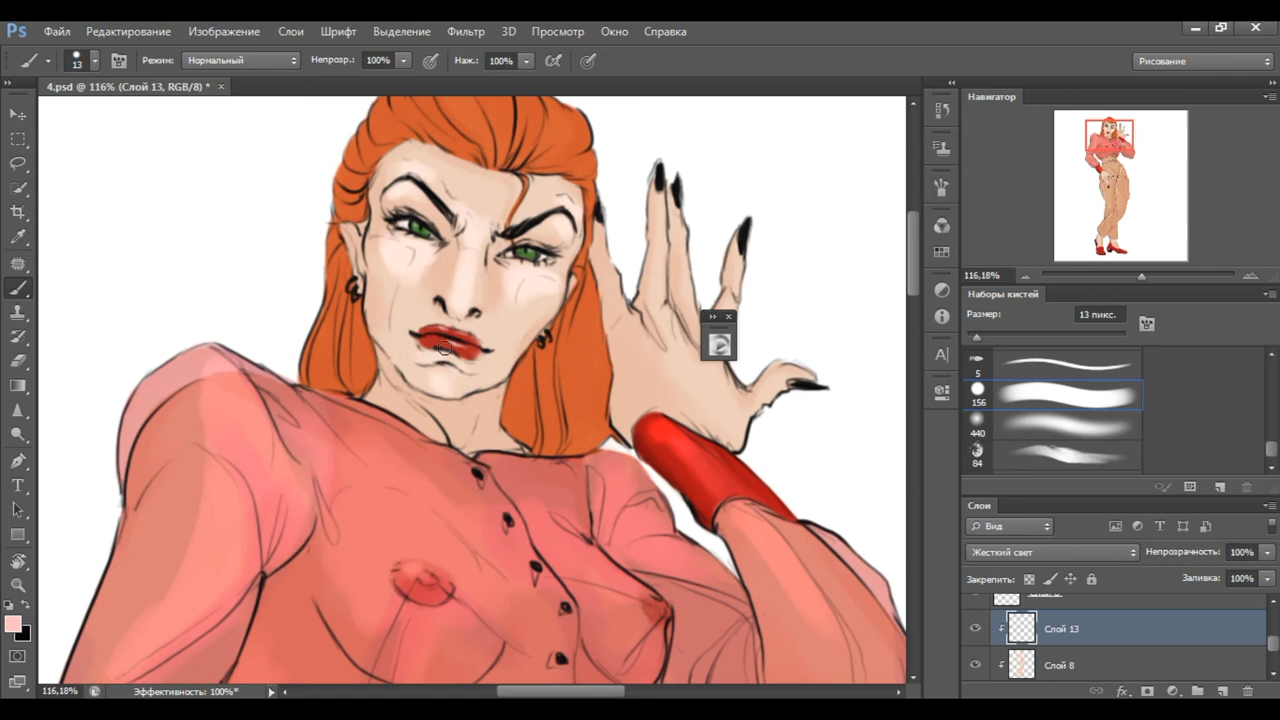 Ps Файл Редактирование Изображение Слои Шрифт Выделение Фильтр 3D Просмотр Окно Справка
13 Режим: Нормальный Непрозр.: 100% Наж.: 100% Рисование
4.psd @ 116% (Слой 13, RGB/8) *
Навигатор
116,18%
Наборы кистей
Размер: 13 пикс.
5
156
440
84
Слои
Вид
Жесткий свет Непрозрачность: 100%
Закрепить: Заливка: 100%
Слой 13
Слой 8
116,18% Эффективность: 100%*